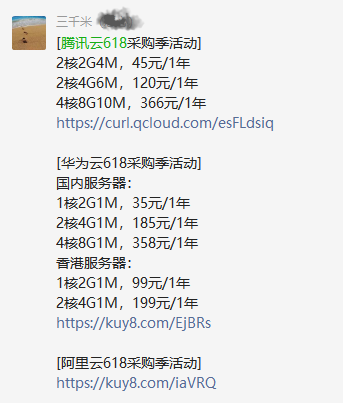 三千米
[腾讯云618采购季活动]
2核2G4M，45元/1年
2核4G6M，120元/1年
4核8G10M，366元/1年
https://curl.qcloud.com/esFLdsiq
[华为云618采购季活动]
国内服务器：
1核2G1M，35元/1年
2核4G1M，185元/1年
4核8G1M，358元/1年
香港服务器：
1核2G1M，99元/1年
2核4G1M，199元/1年
https://kuy8.com/EjBRs
[阿里云618采购季活动]
https://kuy8.com/iaVRQ